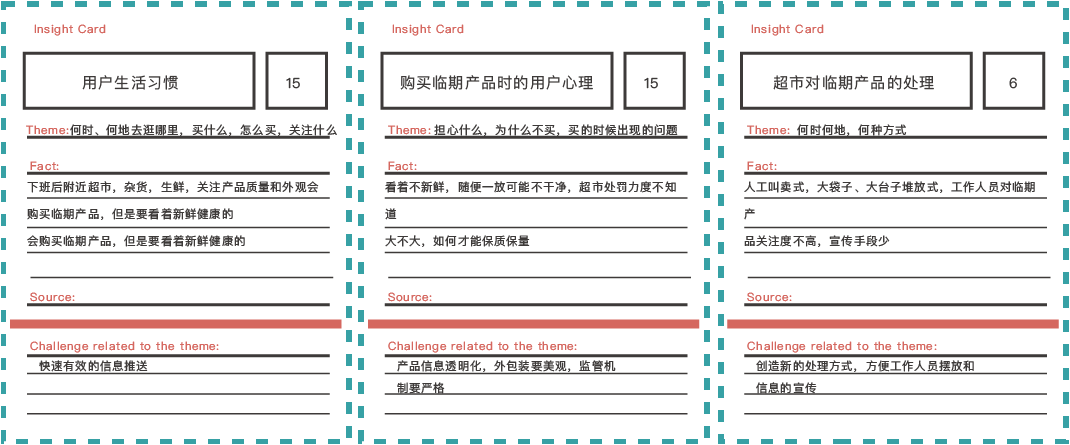 Insight Card
用户生活习惯
15
Theme:何时、何地去逛哪里，买什么，怎么买，关注什么
Fact:
下班后附近超市，杂货，生鲜，关注产品质量和外观会
购买临期产品，但是要看着新鲜健康的
会购买临期产品，但是要看着新鲜健康的
Source:
Challenge related to the theme:
快速有效的信息推送
Insight Card
购买临期产品时的用户心理
15
Theme: 担心什么，为什么不买，买的时候出现的问题
Fact:
看着不新鲜，随便一放可能不干净，超市处罚力度不知
道
大不大，如何才能保质保量
Source:
Challenge related to the theme:
产品信息透明化，外包装要美观，监管机
制要严格
Insight Card
超市对临期产品的处理
6
Theme: 何时何地，何种方式
Fact:
人工叫卖式，大袋子、大台子堆放式，工作人员对临期
产
品关注度不高，宣传手段少
Source:
Challenge related to the theme:
创造新的处理方式，方便工作人员摆放和
信息的宣传